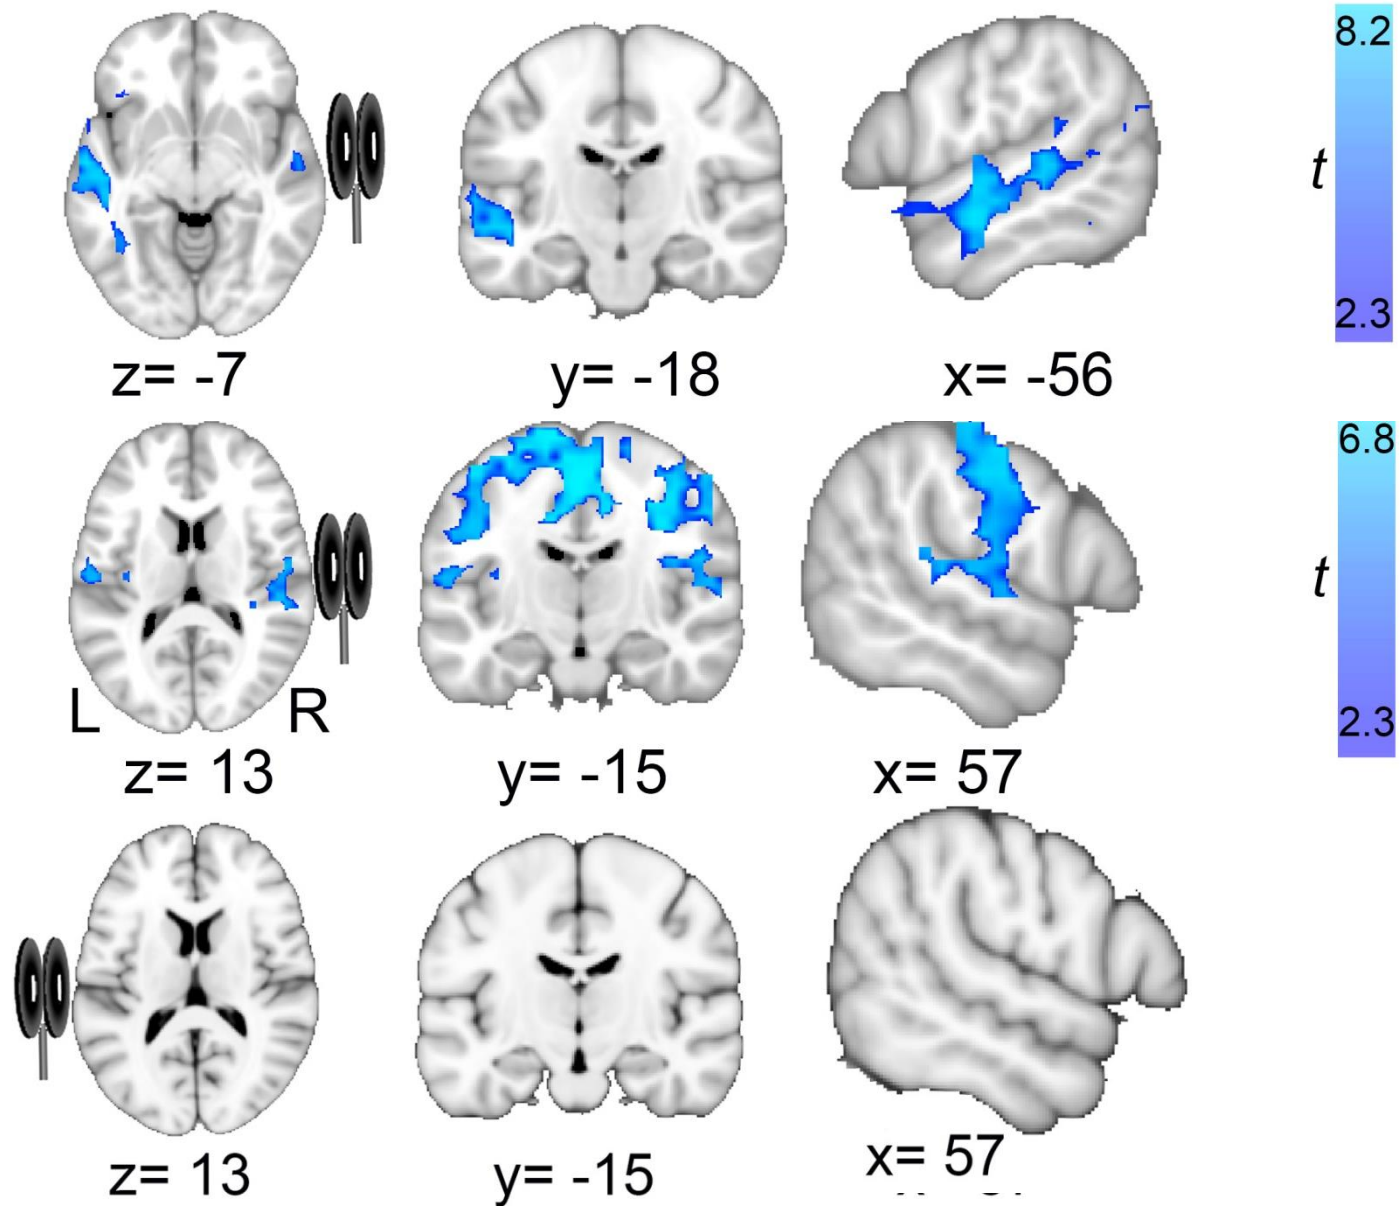 8.2
t
2.3
z= -7
y= -18
x= -56
6.8
t
2.3
L R
z= 13
y= -15
x= 57
z= 13
y= -15
x= 57